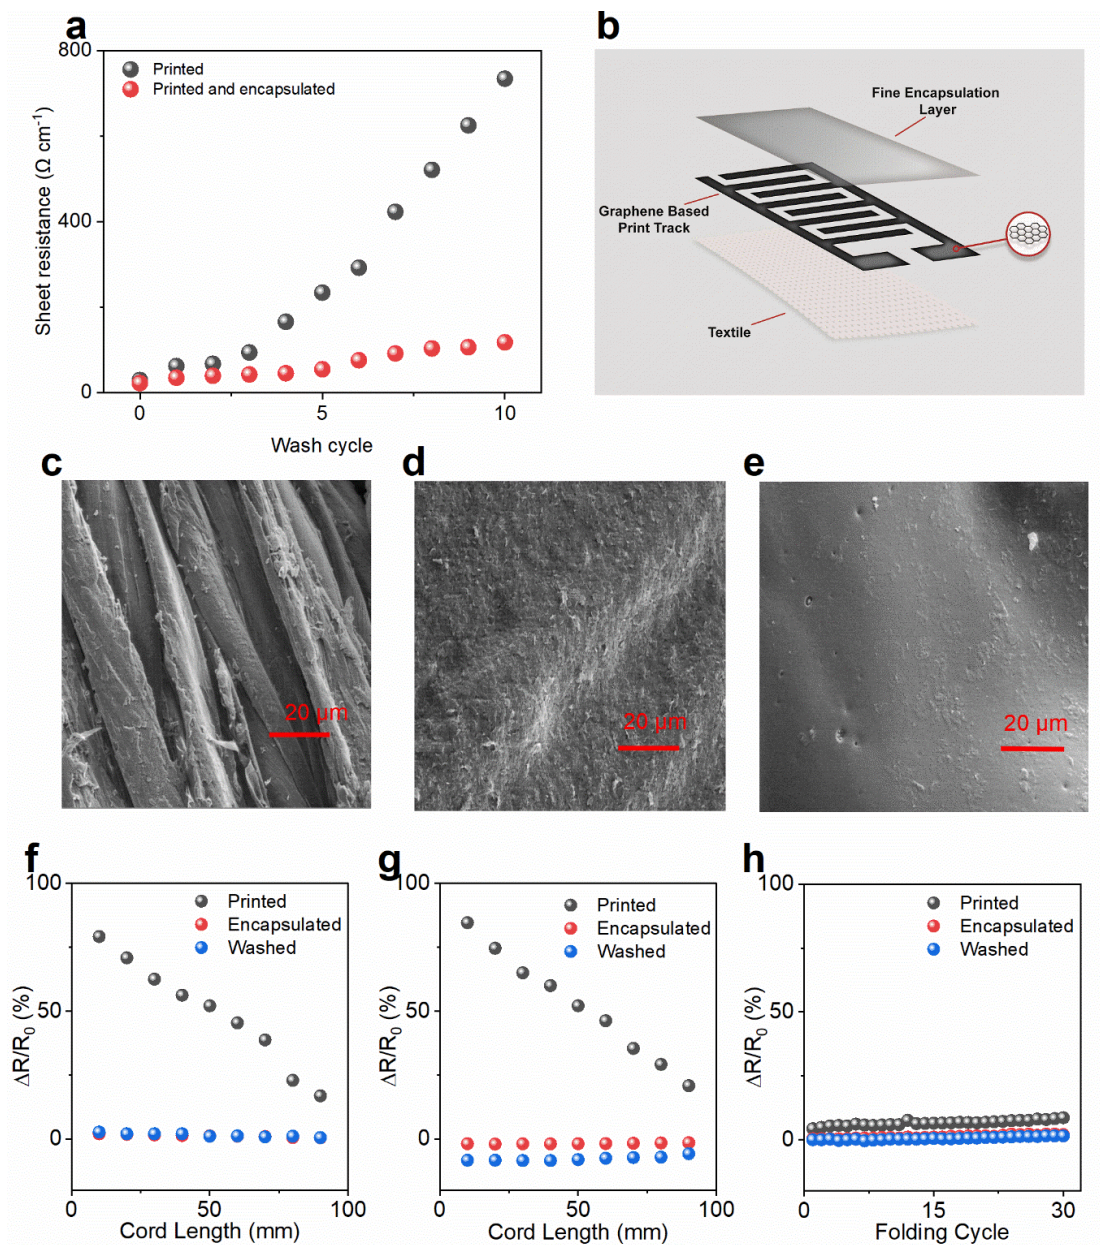 a
800
400
0
0
5
10
Sheet resistance (Ω cm⁻¹)
Wash cycle
Printed
Printed and encapsulated
b
Fine Encapsulation
Layer
Graphene Based
Print Track
Textile
c
20 µm
d
20 µm
e
20 µm
f
100
50
0
0
50
100
ΔR/R₀ (%)
Cord Length (mm)
Printed
Encapsulated
Washed
g
100
50
0
0
50
100
ΔR/R₀ (%)
Cord Length (mm)
Printed
Encapsulated
Washed
h
100
50
0
0
15
30
ΔR/R₀ (%)
Folding Cycle
Printed
Encapsulated
Washed